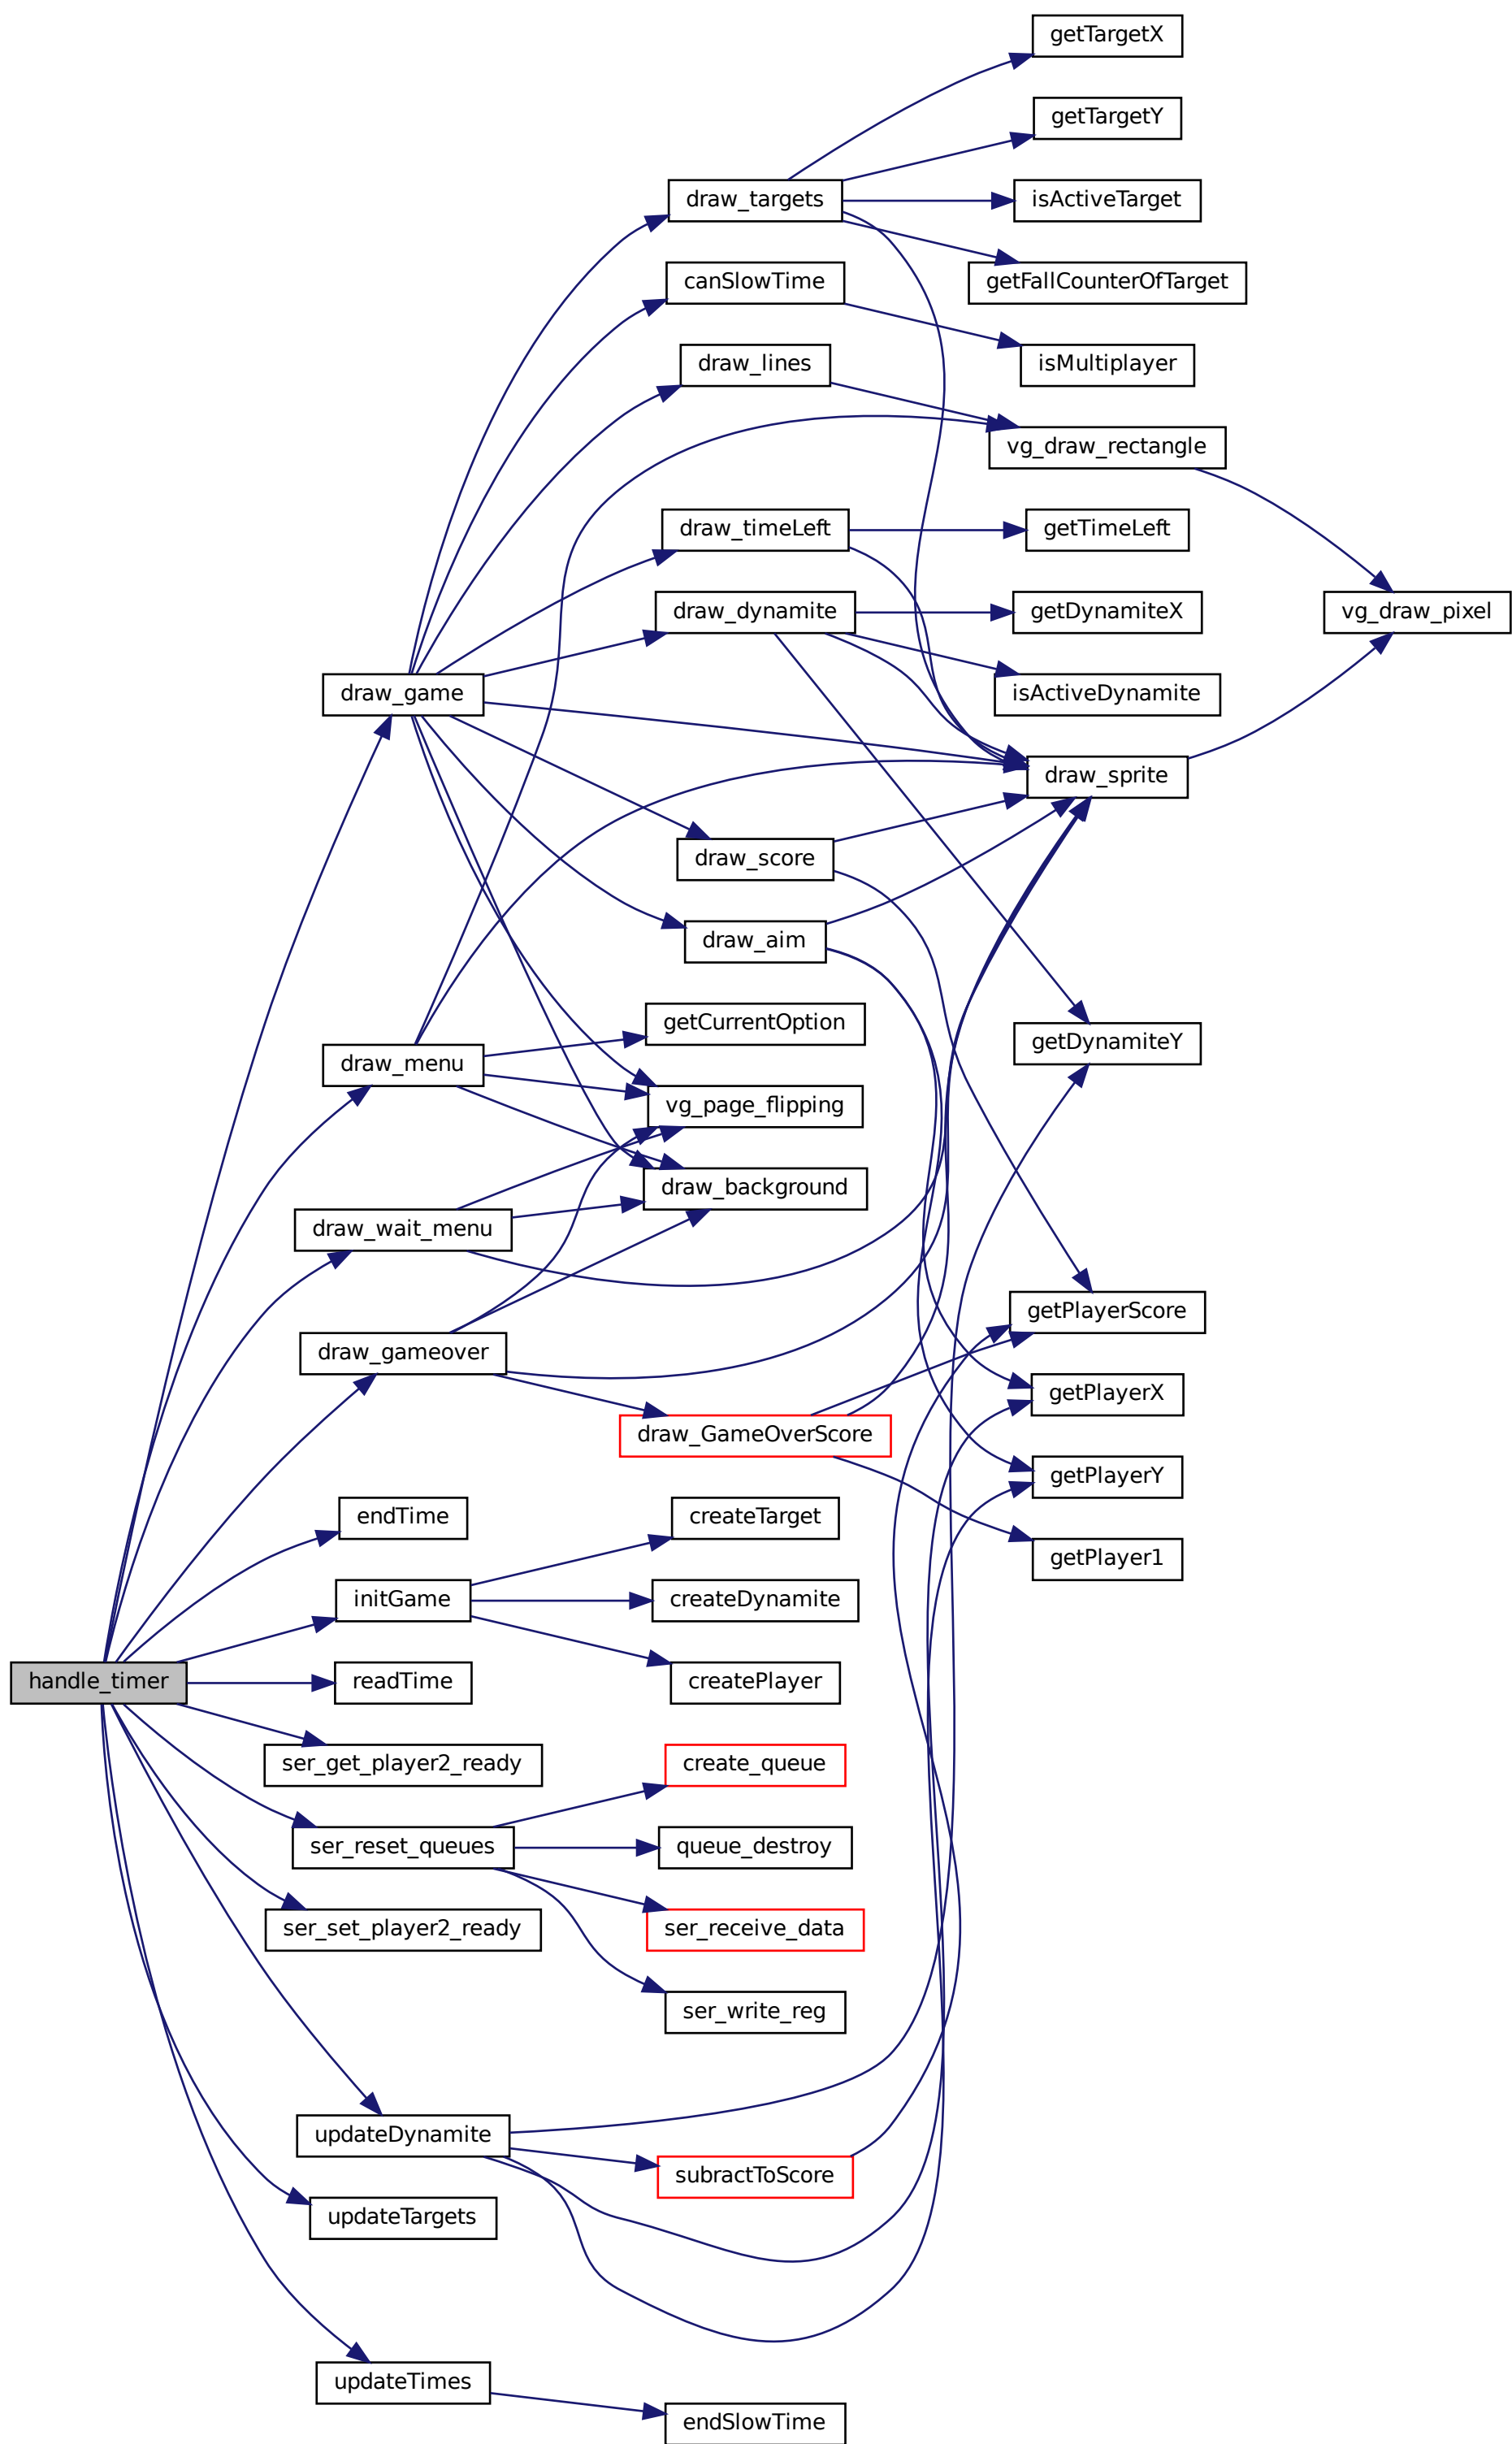 getTargetX
getTargetY
draw_targets
isActiveTarget
canSlowTime
getFallCounterOfTarget
draw_lines
isMultiplayer
vg_draw_rectangle
draw_timeLeft
getTimeLeft
draw_dynamite
getDynamiteX
vg_draw_pixel
draw_game
isActiveDynamite
draw_sprite
draw_score
draw_aim
getCurrentOption
getDynamiteY
draw_menu
vg_page_flipping
draw_background
draw_wait_menu
getPlayerScore
draw_gameover
getPlayerX
draw_GameOverScore
getPlayerY
endTime
createTarget
getPlayer1
initGame
createDynamite
handle_timer
readTime
createPlayer
ser_get_player2_ready
create_queue
ser_reset_queues
queue_destroy
ser_set_player2_ready
ser_receive_data
ser_write_reg
updateDynamite
subractToScore
updateTargets
updateTimes
endSlowTime